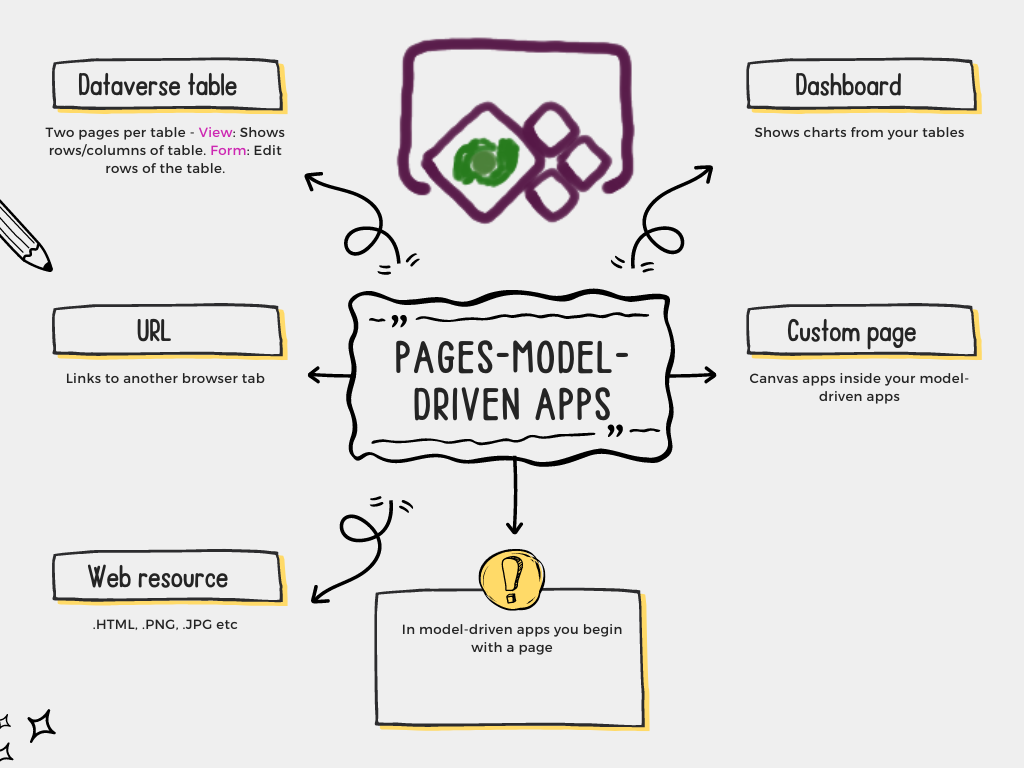 Dataverse table
Two pages per table - View: Shows
rows/columns of table. Form: Edit
rows of the table.
Dashboard
Shows charts from your tables
URL
Links to another browser tab
PAGES-MODEL-
DRIVEN APPS
Custom page
Canvas apps inside your model-
driven apps
Web resource
.HTML, .PNG, .JPG etc
In model-driven apps you begin
with a page